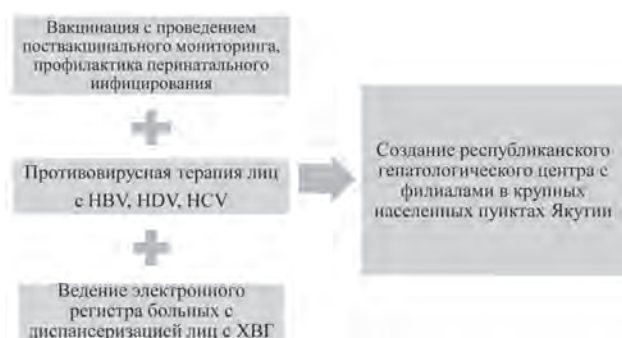 Вакцинация с проведением
поствакцинального мониторинга,
профилактика перинатального
инфицирования
Противовирусная терапия лиц
с HBV, HDV, HCV
Ведение электронного
регистра больных с
диспансеризацией лиц с ХВГ
Создание республиканского
гепатологического центра с
филиалами в крупных
населенных пунктах Якутии